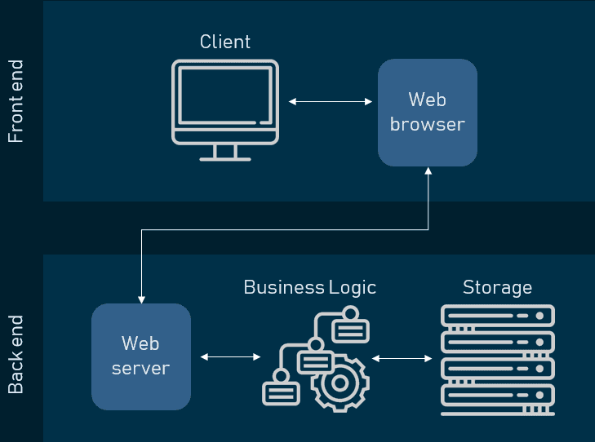 Front end
Client
Web
browser
Back end
Business Logic
Storage
Web
server